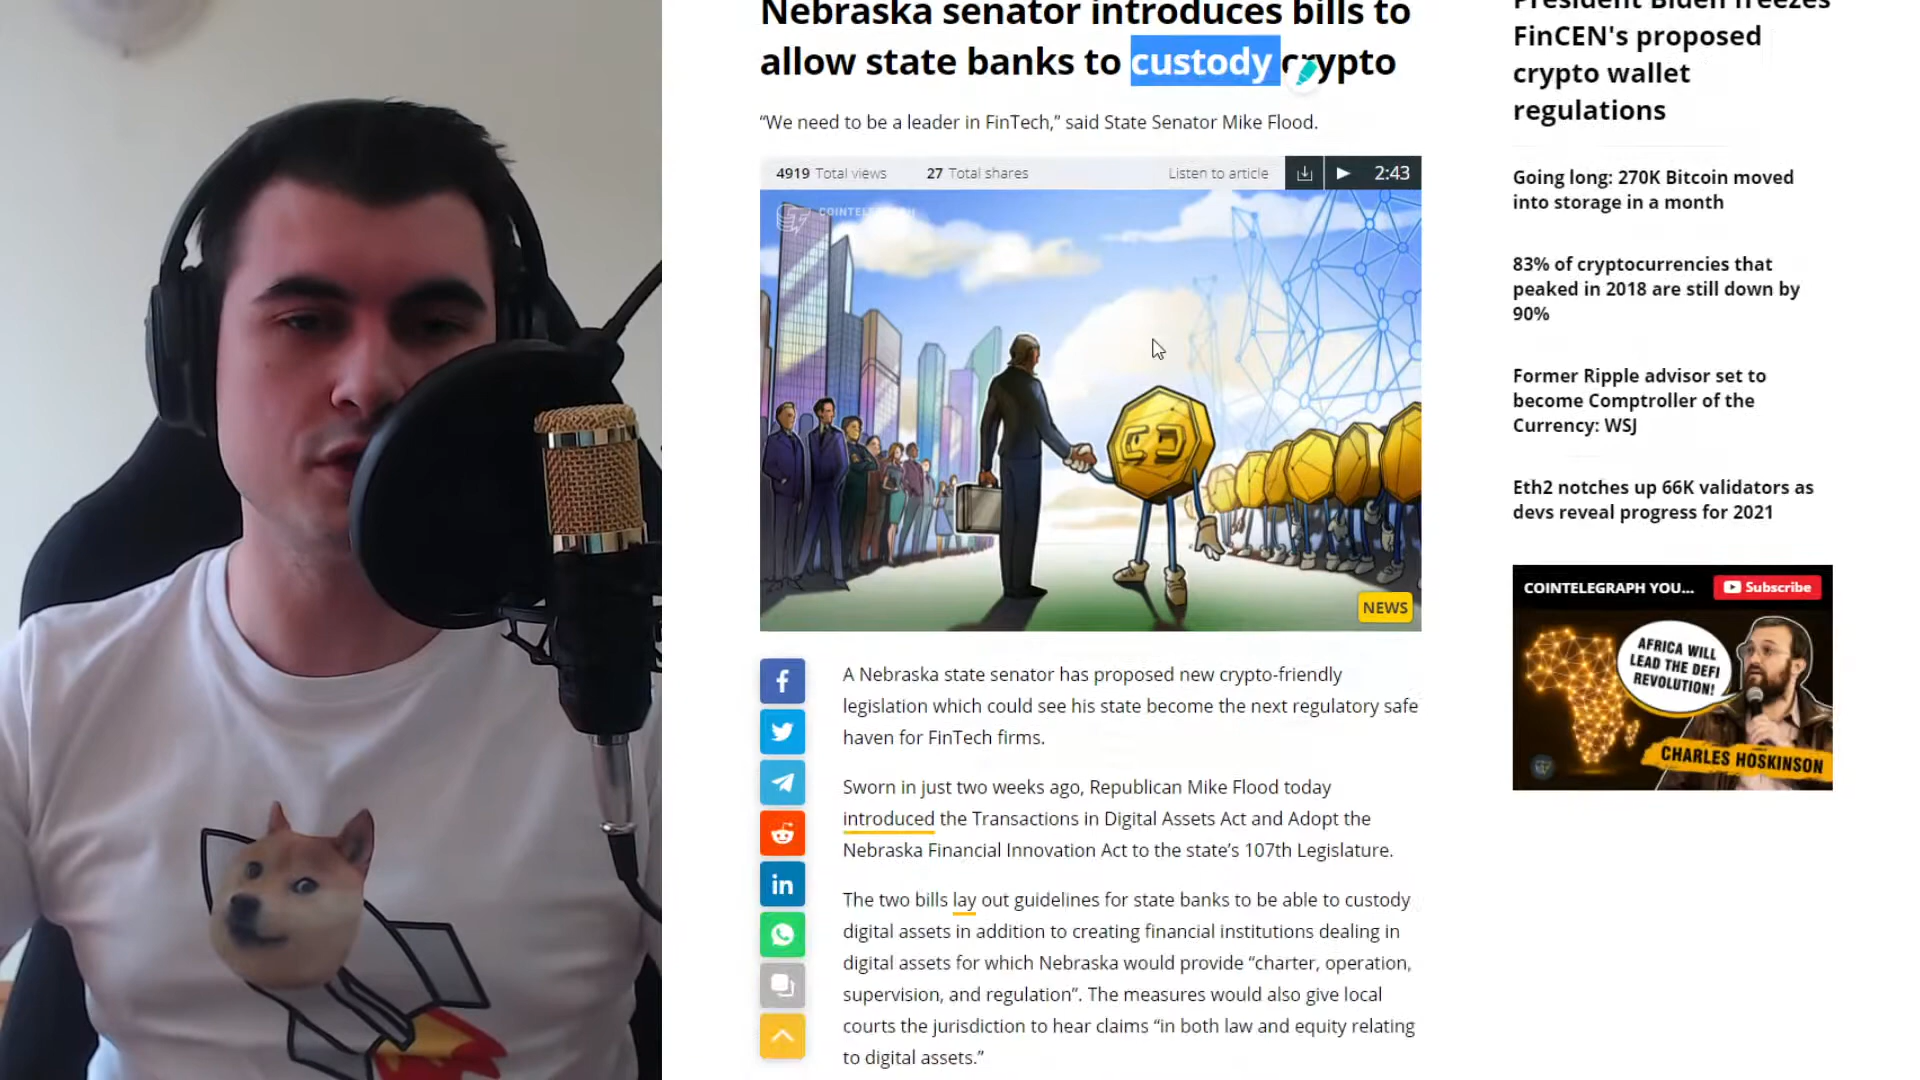 Nebraska senator introduces bills to
allow state banks to custody crypto
“We need to be a leader in FinTech,” said State Senator Mike Flood.
4919 Total views
27 Total shares
Listen to article
2:43
COINTELEGRAPH
NEWS
A Nebraska state senator has proposed new crypto-friendly
legislation which could see his state become the next regulatory safe
haven for FinTech firms.
Sworn in just two weeks ago, Republican Mike Flood today
introduced the Transactions in Digital Assets Act and Adopt the
Nebraska Financial Innovation Act to the state’s 107th Legislature.
The two bills lay out guidelines for state banks to be able to custody
digital assets in addition to creating financial institutions dealing in
digital assets for which Nebraska would provide “charter, operation,
supervision, and regulation”. The measures would also give local
courts the jurisdiction to hear claims “in both law and equity relating
to digital assets.”
President Biden freezes
FinCEN's proposed
crypto wallet
regulations
Going long: 270K Bitcoin moved
into storage in a month
83% of cryptocurrencies that
peaked in 2018 are still down by
90%
Former Ripple advisor set to
become Comptroller of the
Currency: WSJ
Eth2 notches up 66K validators as
devs reveal progress for 2021
COINTELEGRAPH YOU...
Subscribe
AFRICA WILL
LEAD THE DEFI
REVOLUTION!
CHARLES HOSKINSON